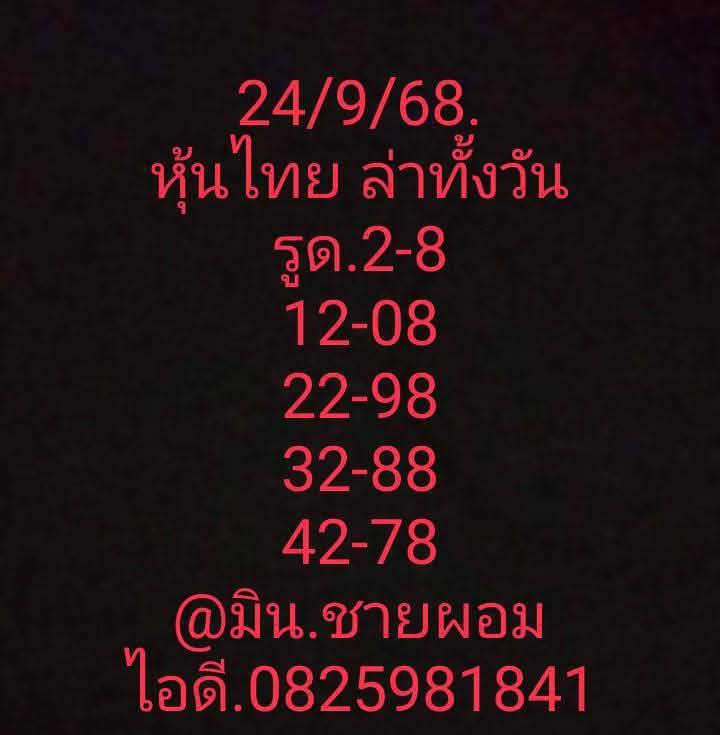 24/9/68.
หุ้นไทย ล่าทั้งวัน
รูด.2-8
12-08
22-98
32-88
42-78
@มิน.ชายผอม
ไอดี.0825981841